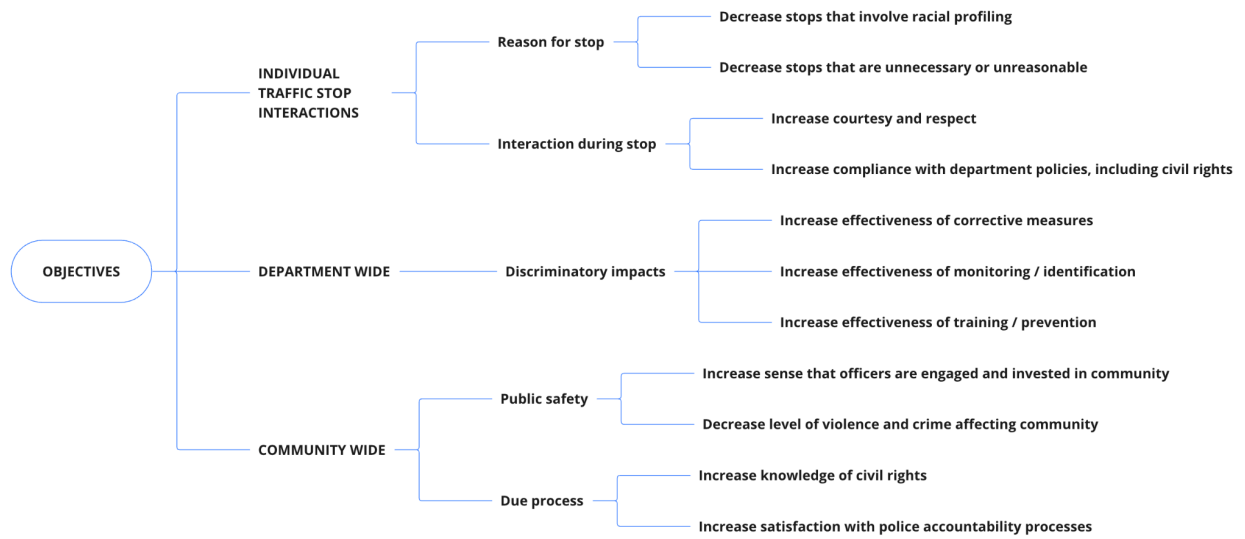 OBJECTIVES
INDIVIDUAL
TRAFFIC STOP
INTERACTIONS
Reason for stop
Decrease stops that involve racial profiling
Decrease stops that are unnecessary or unreasonable
Interaction during stop
Increase courtesy and respect
Increase compliance with department policies, including civil rights
DEPARTMENT WIDE
Discriminatory impacts
Increase effectiveness of corrective measures
Increase effectiveness of monitoring / identification
Increase effectiveness of training / prevention
COMMUNITY WIDE
Public safety
Increase sense that officers are engaged and invested in community
Decrease level of violence and crime affecting community
Due process
Increase knowledge of civil rights
Increase satisfaction with police accountability processes